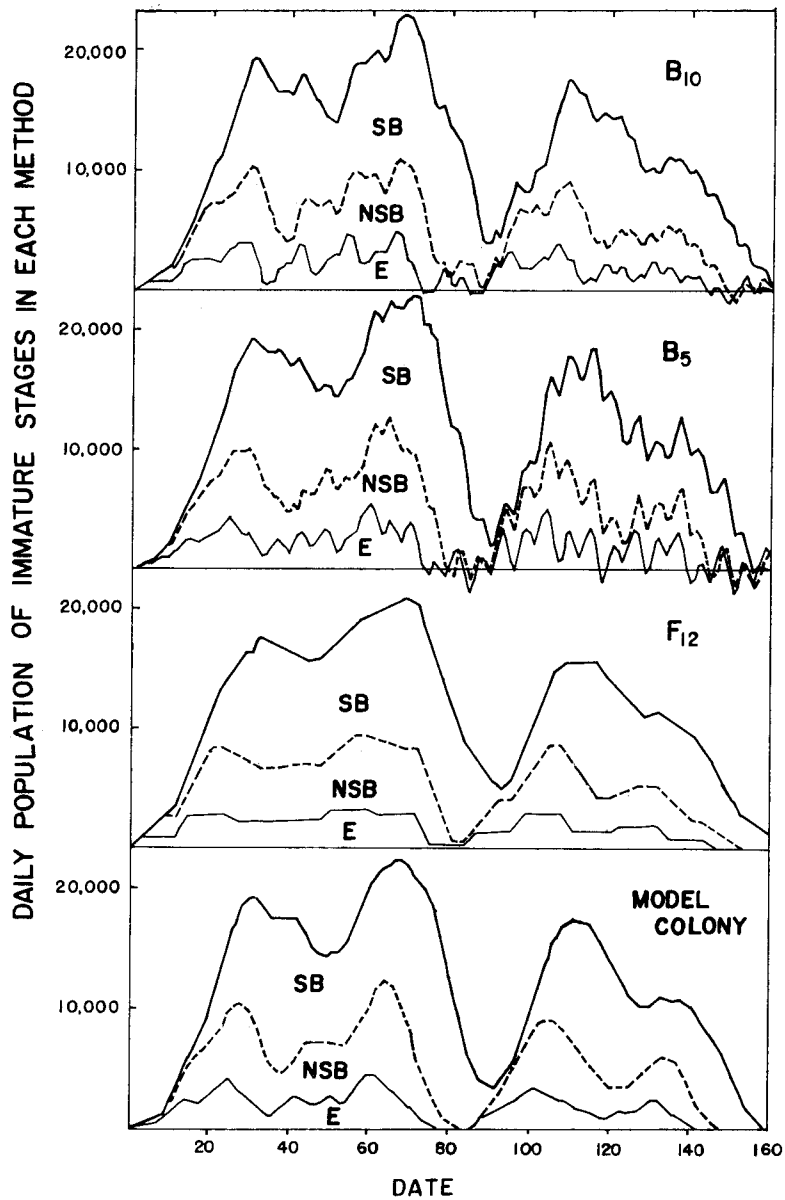 DAILY POPULATION OF IMMATURE STAGES IN EACH METHOD
20,000
10,000
B10
SB
NSB
E
20,000
10,000
B5
SB
NSB
E
20,000
10,000
F12
SB
NSB
E
20,000
10,000
MODEL
COLONY
SB
NSB
E
20 40 60 80 100 120 140 160
DATE